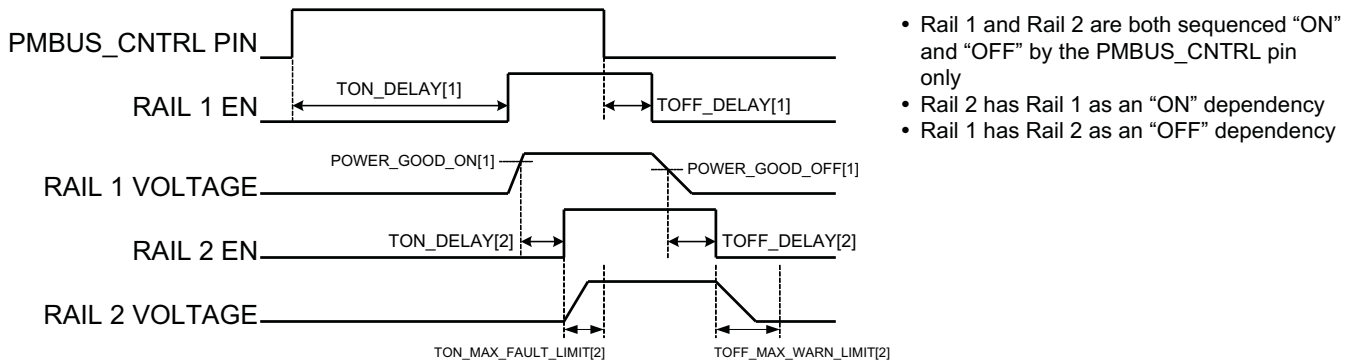 PMBUS_CNTRL PIN
RAIL 1 EN
TON_DELAY[1]
TOFF_DELAY[1]
POWER_GOOD_ON[1]
POWER_GOOD_OFF[1]
RAIL 1 VOLTAGE
TON_DELAY[2]
TOFF_DELAY[2]
RAIL 2 EN
RAIL 2 VOLTAGE
TON_MAX_FAULT_LIMIT[2]
TOFF_MAX_WARN_LIMIT[2]
• Rail 1 and Rail 2 are both sequenced “ON”
and “OFF” by the PMBUS_CNTRL pin
only
• Rail 2 has Rail 1 as an “ON” dependency
• Rail 1 has Rail 2 as an “OFF” dependency